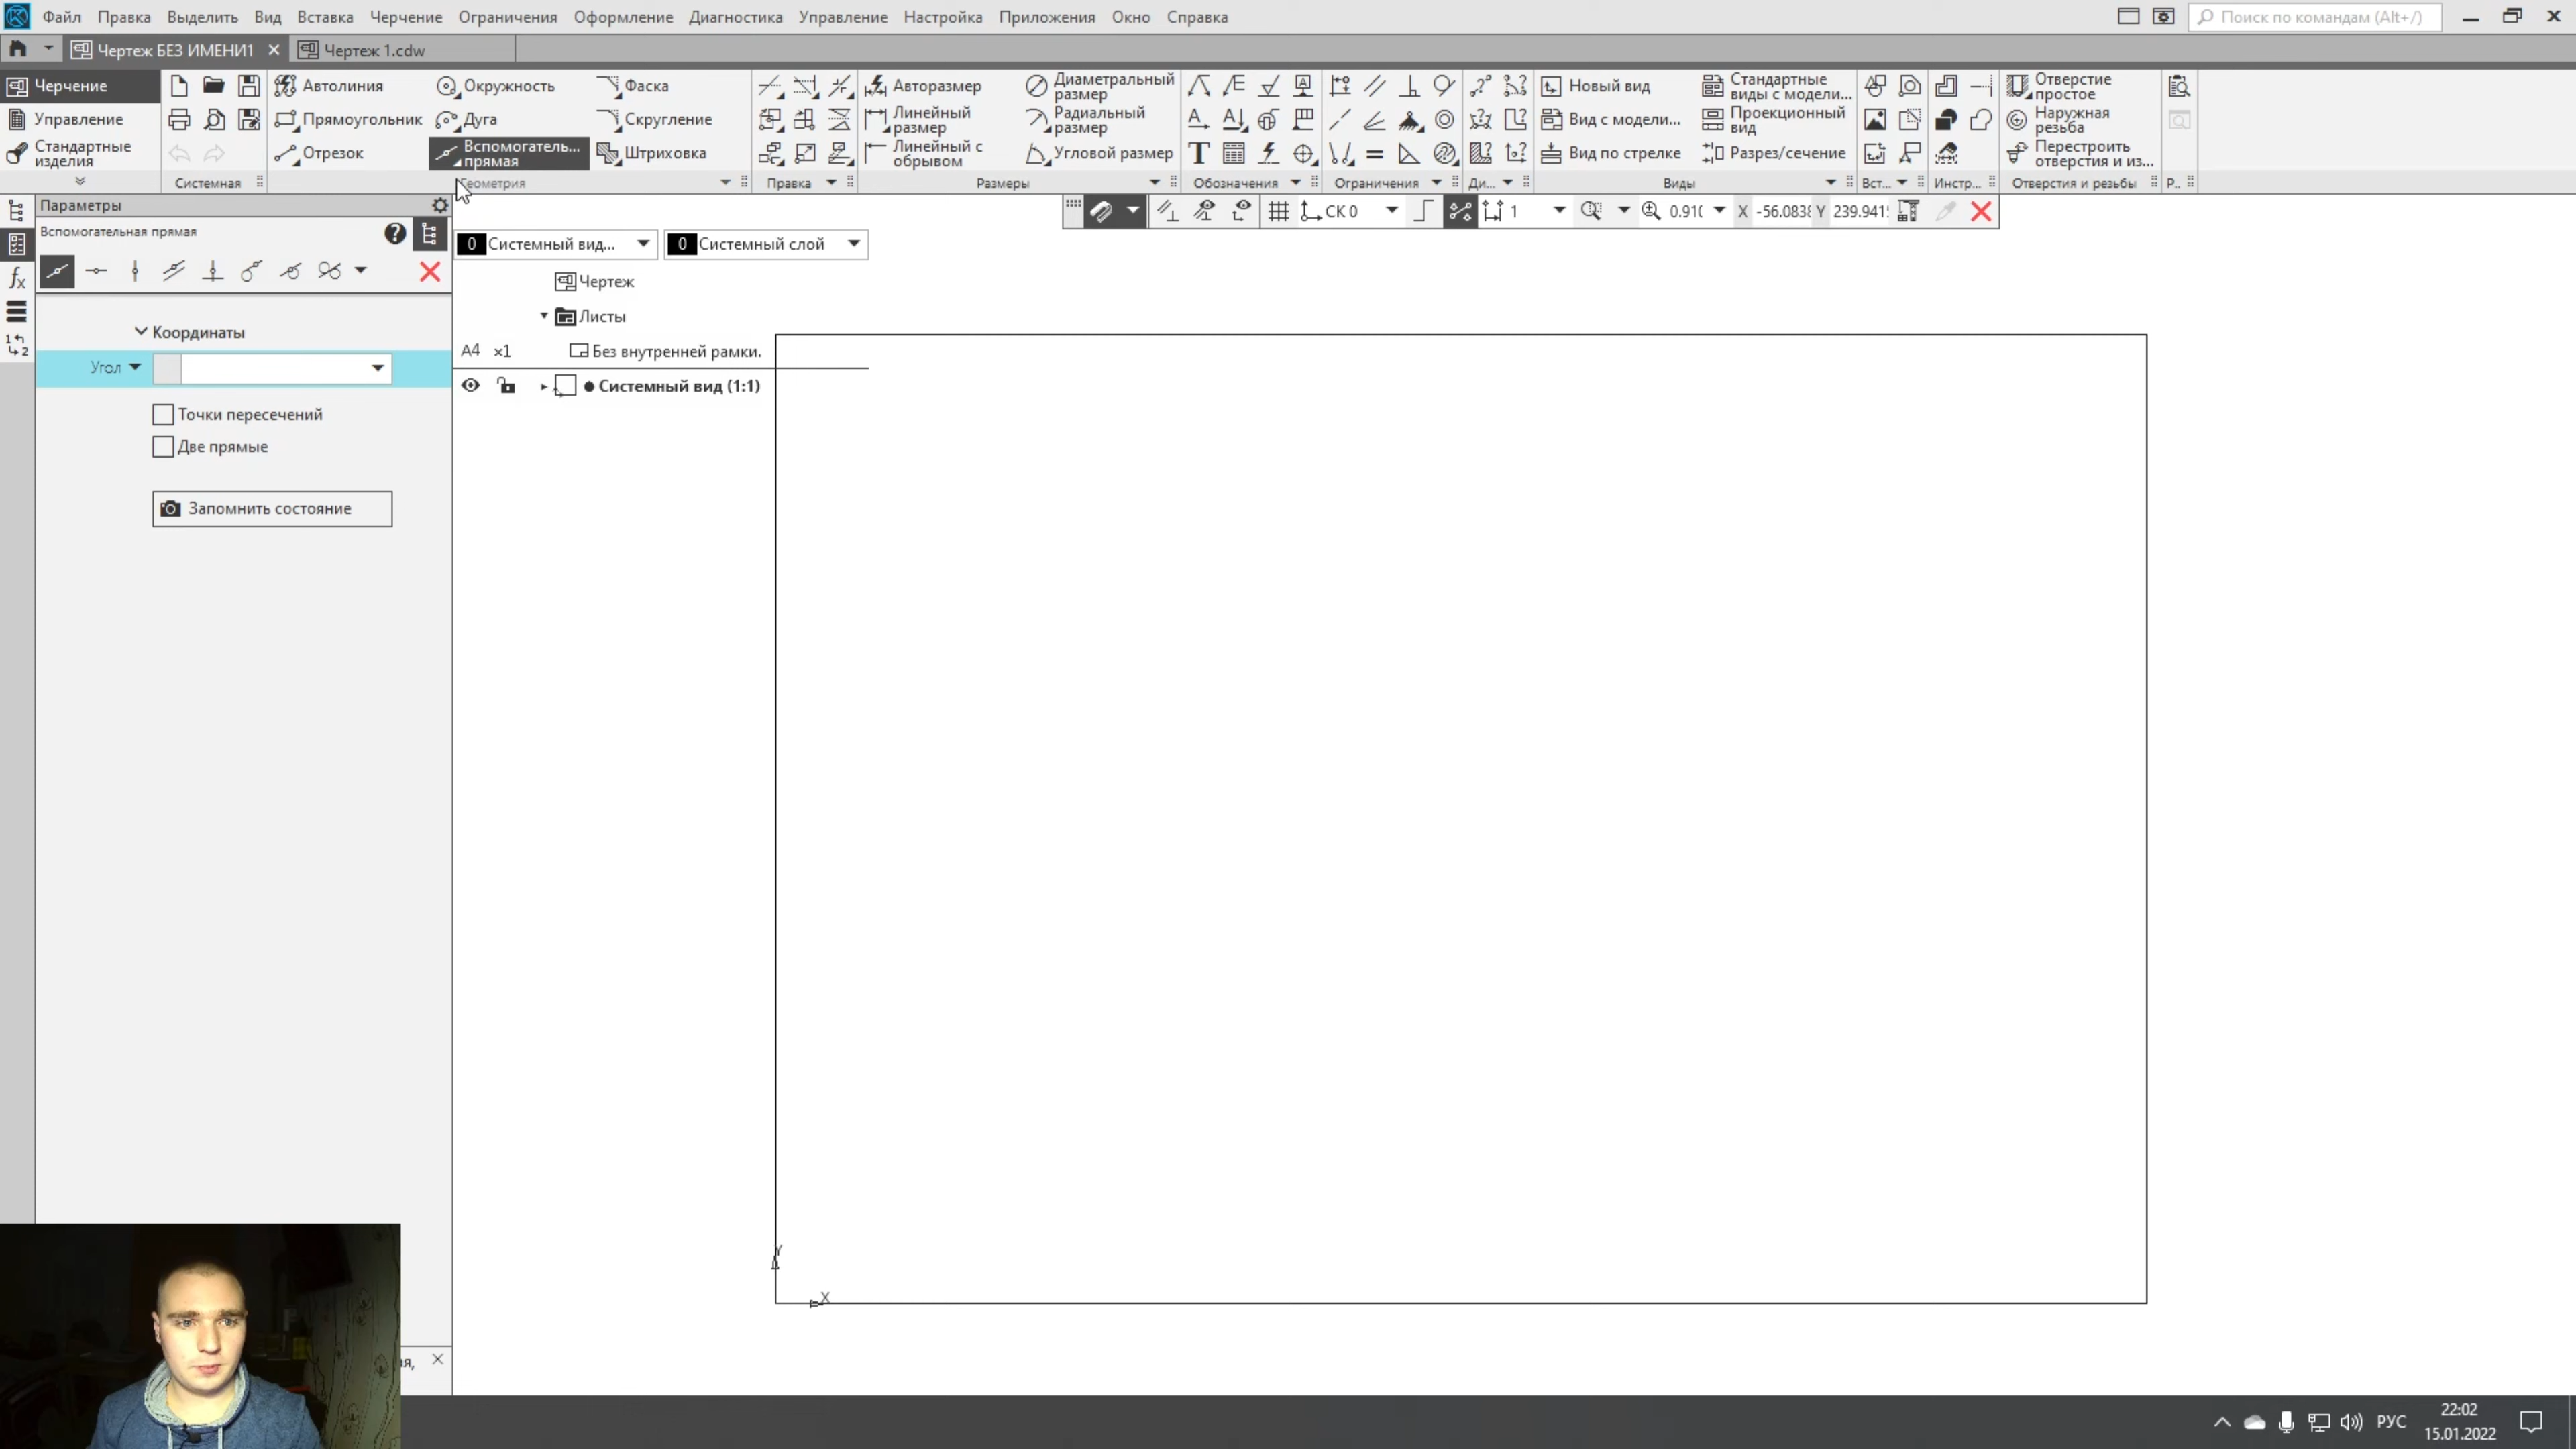 Файл Правка Выделить Вид Вставка Черчение Ограничения Оформление Диагностика Управление Настройка Приложения Окно Справка
Поиск по командам (Alt+/)
Чертеж БЕЗ ИМЕНИ1
Чертеж 1.cdw
Черчение
Управление
Стандартные
изделия
Системная
Автолиния
Прямоугольник
Отрезок
Окружность
Дуга
Вспомогатель...
прямая
Фаска
Скругление
Штриховка
Геометрия
Правка
Авторазмер
Линейный
размер
Линейный с
обрывом
Диаметральный
размер
Радиальный
размер
Угловой размер
Размеры
Обозначения
Ограничения
Ди...
Новый вид
Вид с модели...
Вид по стрелке
Стандартные
виды с модели...
Проекционный
вид
Разрез/сечение
Виды
Вст...
Инстр...
Отверстие
простое
Наружная
резьба
Перестроить
отверстия и из...
Отверстия и резьбы
Р..
Параметры
Вспомогательная прямая
Координаты
Угол
Точки пересечений
Две прямые
Запомнить состояние
0 Системный вид...
0 Системный слой
Чертеж
Листы
A4 ×1 Без внутренней рамки.
Системный вид (1:1)
СК 0
1
0.910
X -56.0838
Y 239.9415
Y
X
ая,
РУС
22:02
15.01.2022